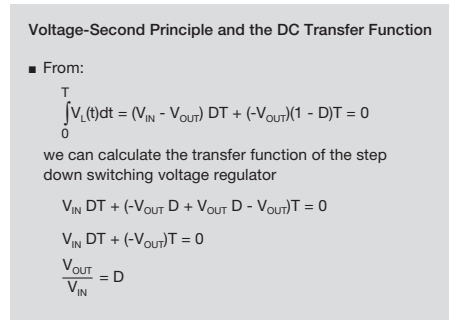 Voltage-Second Principle and the DC Transfer Function
■ From:
T
∫V_L(t)dt = (V_IN - V_OUT) DT + (-V_OUT)(1 - D)T = 0
0
we can calculate the transfer function of the step
down switching voltage regulator
V_IN DT + (-V_OUT D + V_OUT D - V_OUT)T = 0
V_IN DT + (-V_OUT)T = 0
V_OUT
= D
V_IN